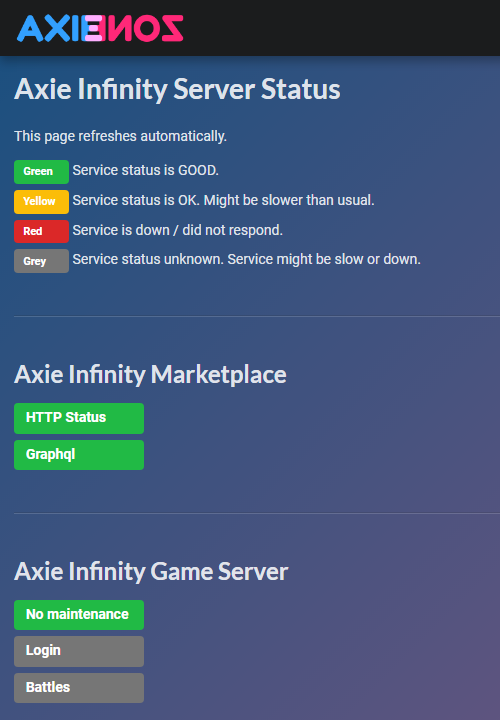 AXIE ZONE
Axie Infinity Server Status
This page refreshes automatically.
Green Service status is GOOD.
Yellow Service status is OK. Might be slower than usual.
Red Service is down / did not respond.
Grey Service status unknown. Service might be slow or down.
Axie Infinity Marketplace
HTTP Status
Graphql
Axie Infinity Game Server
No maintenance
Login
Battles